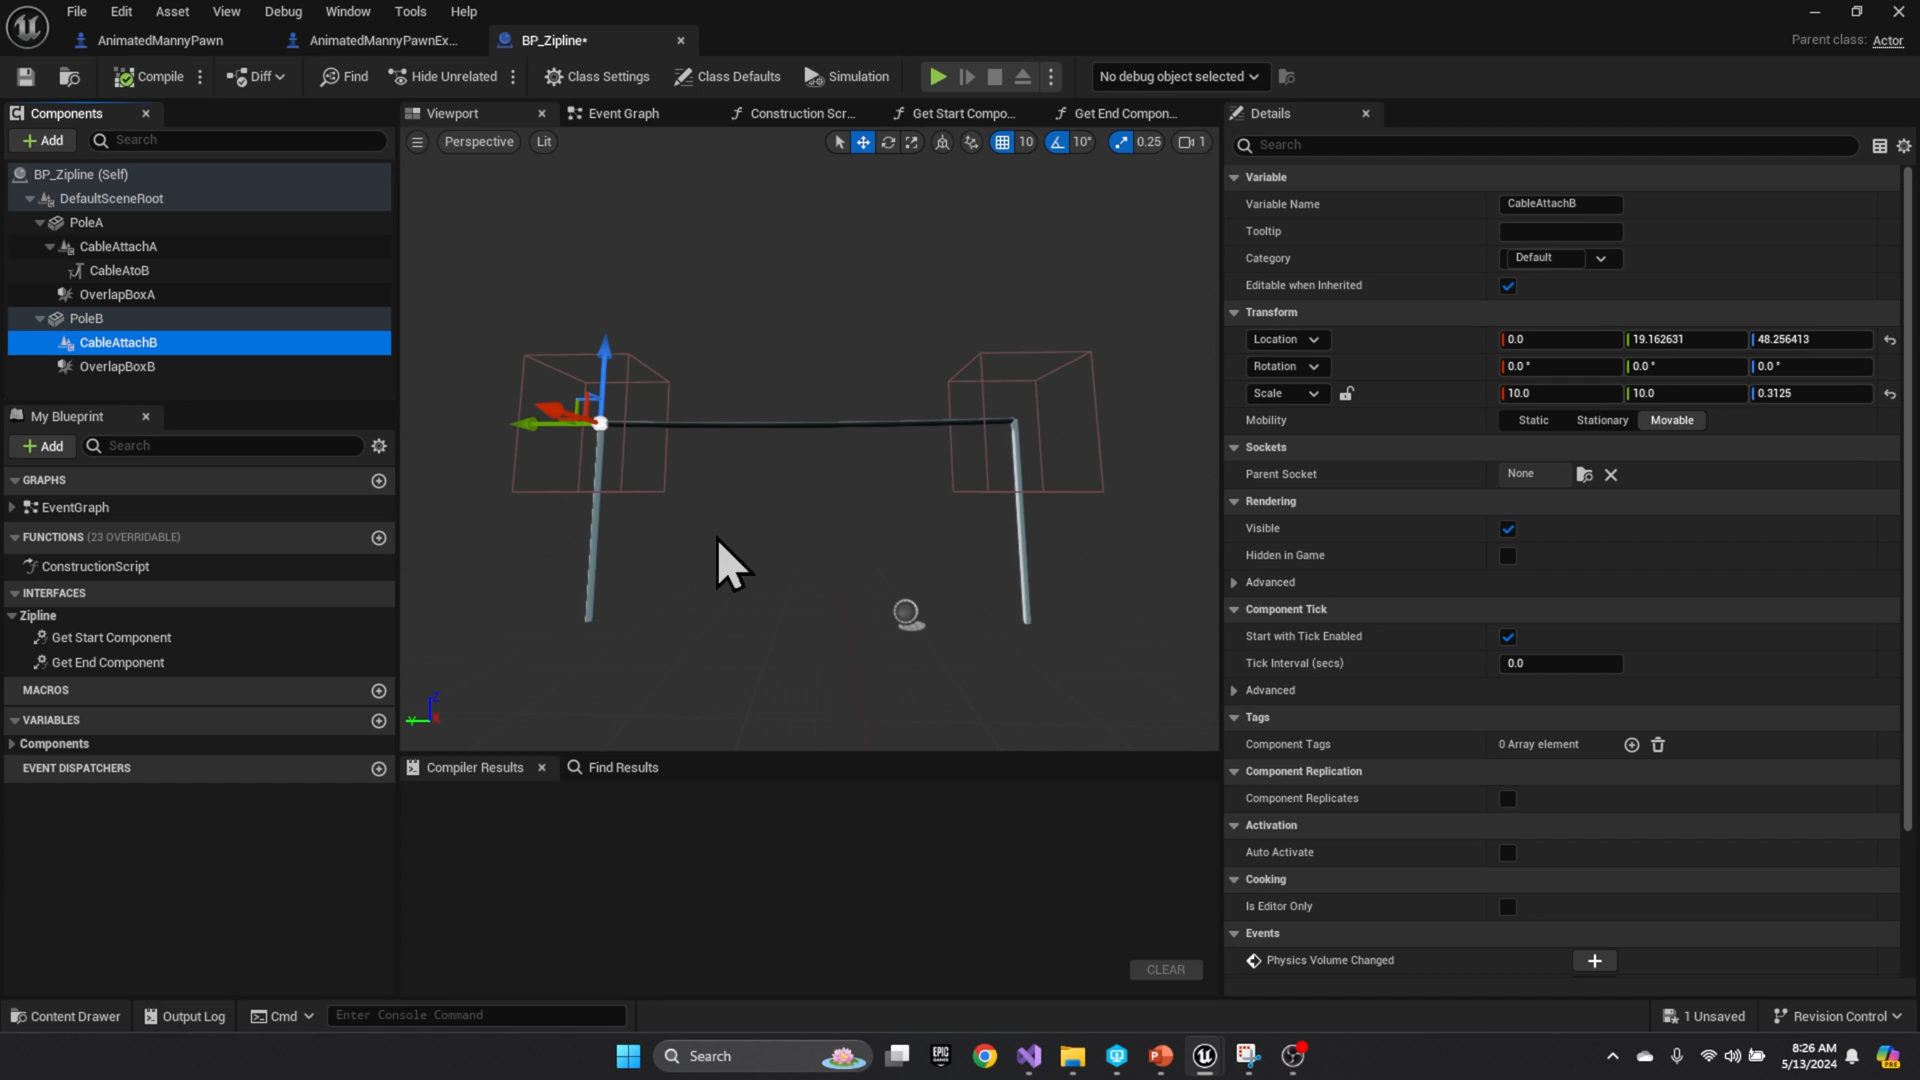 File Edit Asset View Debug Window Tools Help
AnimatedMannyPawn AnimatedMannyPawnEx... BP_Zipline*
Parent class: Actor
Compile Diff Find Hide Unrelated Class Settings Class Defaults Simulation No debug object selected
Components
Add Search
BP_Zipline (Self)
DefaultSceneRoot
PoleA
CableAttachA
CableAtoB
OverlapBoxA
PoleB
CableAttachB
OverlapBoxB
My Blueprint
Add Search
GRAPHS
EventGraph
FUNCTIONS (23 OVERRIDABLE)
ConstructionScript
INTERFACES
Zipline
Get Start Component
Get End Component
MACROS
VARIABLES
Components
EVENT DISPATCHERS
Viewport Event Graph Construction Scr... Get Start Compo... Get End Compon...
Perspective Lit 10 10° 0.25 1
Z
Y X
Compiler Results Find Results
CLEAR
Details
Search
Variable
Variable Name CableAttachB
Tooltip
Category Default
Editable when Inherited
Transform
Location 0.0 19.162631 48.256413
Rotation 0.0 ° 0.0 ° 0.0 °
Scale 10.0 10.0 0.3125
Mobility Static Stationary Movable
Sockets
Parent Socket None
Rendering
Visible
Hidden in Game
Advanced
Component Tick
Start with Tick Enabled
Tick Interval (secs) 0.0
Advanced
Tags
Component Tags 0 Array element
Component Replication
Component Replicates
Activation
Auto Activate
Cooking
Is Editor Only
Events
Physics Volume Changed
Content Drawer Output Log Cmd Enter Console Command 1 Unsaved Revision Control
Search
EPIC GAMES
8:26 AM
5/13/2024
PRE